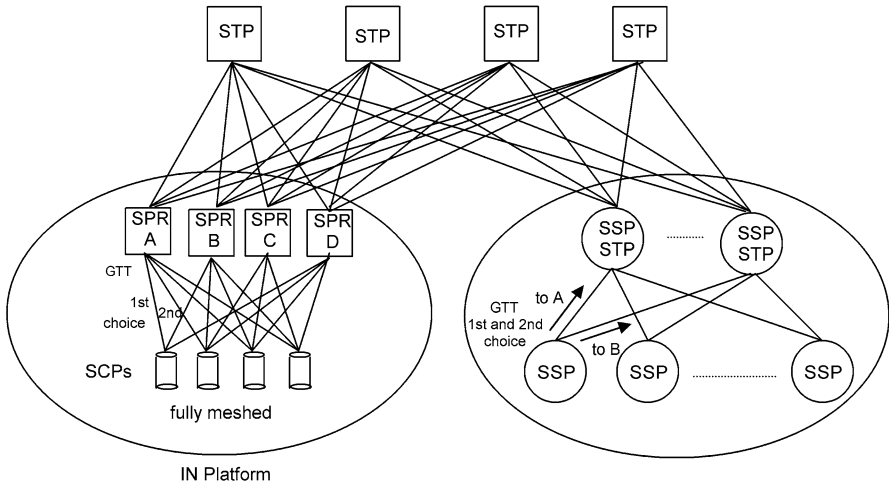 STP
STP
STP
STP
SPR
A
SPR
B
SPR
C
SPR
D
GTT
1st
choice
2nd
SCPs
fully meshed
IN Platform
SSP
STP
SSP
STP
GTT
1st and 2nd
choice
to A
to B
SSP
SSP
SSP